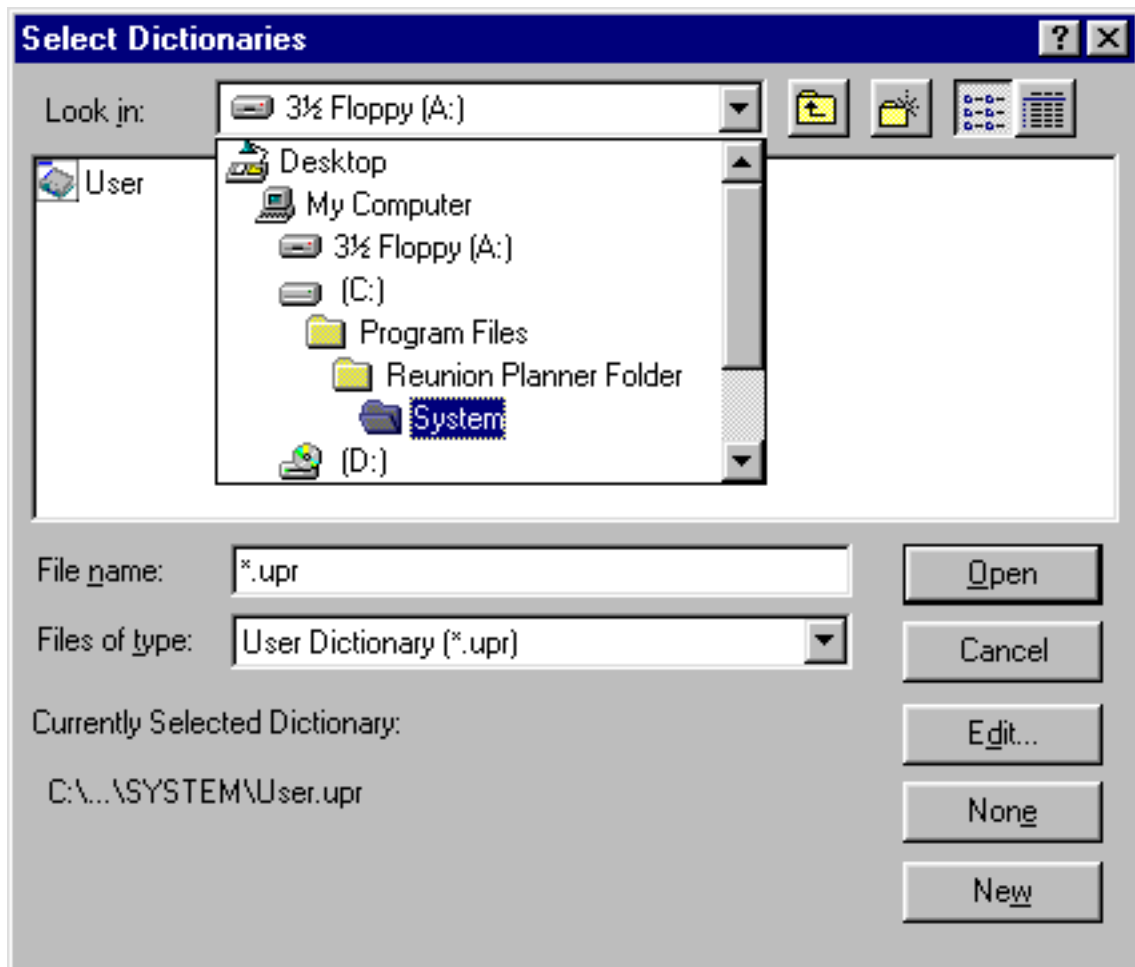 Select Dictionaries
Look in: 3½ Floppy (A:)
User
Desktop
My Computer
3½ Floppy (A:)
(C:)
Program Files
Reunion Planner Folder
System
(D:)
File name: *.upr
Open
Files of type: User Dictionary (*.upr)
Cancel
Currently Selected Dictionary:
Edit...
C:\...\SYSTEM\User.upr
None
New